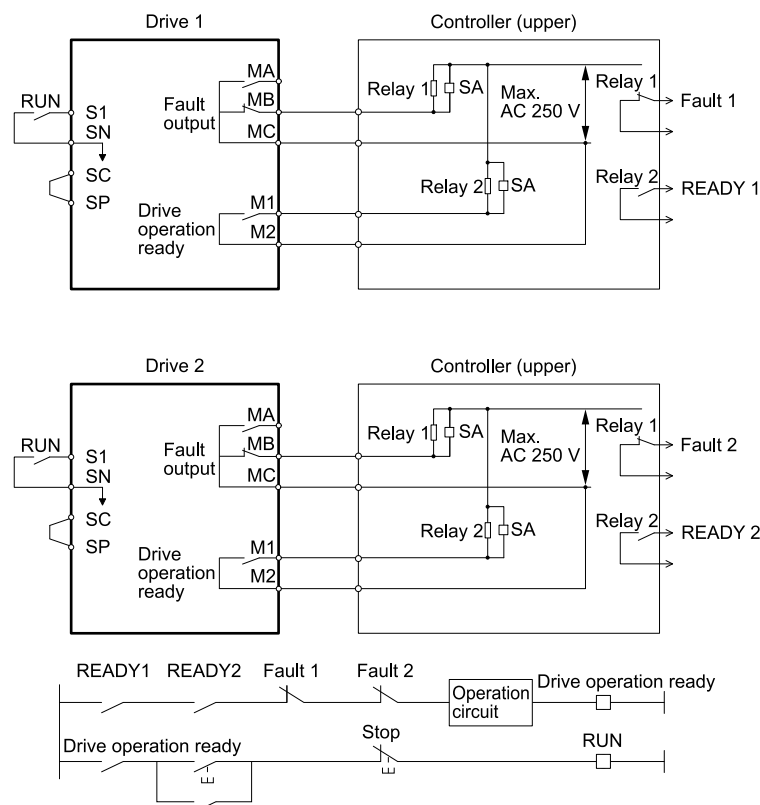 Drive 1
Controller (upper)
RUN
S1
SN
SC
SP
Fault
output
MA
MB
MC
Drive
operation
ready
M1
M2
Relay 1
SA
Max.
AC 250 V
Relay 2
SA
Relay 1
Fault 1
Relay 2
READY 1
Drive 2
Controller (upper)
RUN
S1
SN
SC
SP
Fault
output
MA
MB
MC
Drive
operation
ready
M1
M2
Relay 1
SA
Max.
AC 250 V
Relay 2
SA
Relay 1
Fault 2
Relay 2
READY 2
READY1
READY2
Fault 1
Fault 2
Operation
circuit
Drive operation ready
Drive operation ready
Stop
RUN